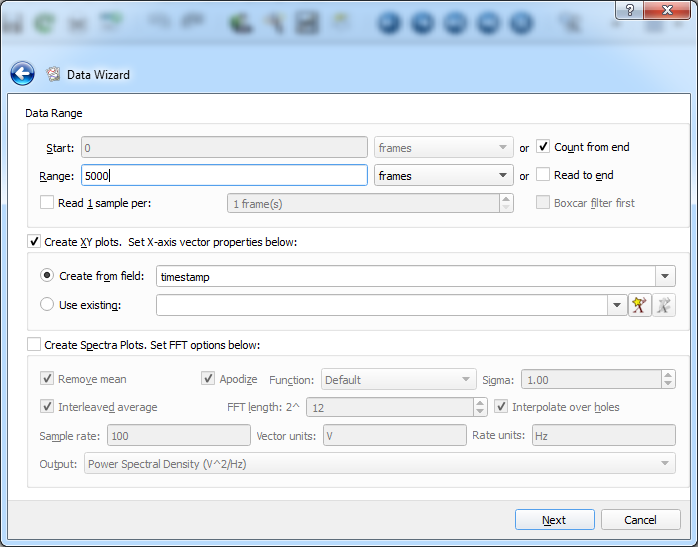 ?
Data Wizard
Data Range
Start: 0 frames or Count from end
Range: 5000 frames or Read to end
Read 1 sample per: 1 frame(s) Boxcar filter first
Create XY plots. Set X-axis vector properties below:
Create from field: timestamp
Use existing:
Create Spectra Plots. Set FFT options below:
Remove mean Apodize Function: Default Sigma: 1.00
Interleaved average FFT length: 2^ 12 Interpolate over holes
Sample rate: 100 Vector units: V Rate units: Hz
Output: Power Spectral Density (V^2/Hz)
Next Cancel